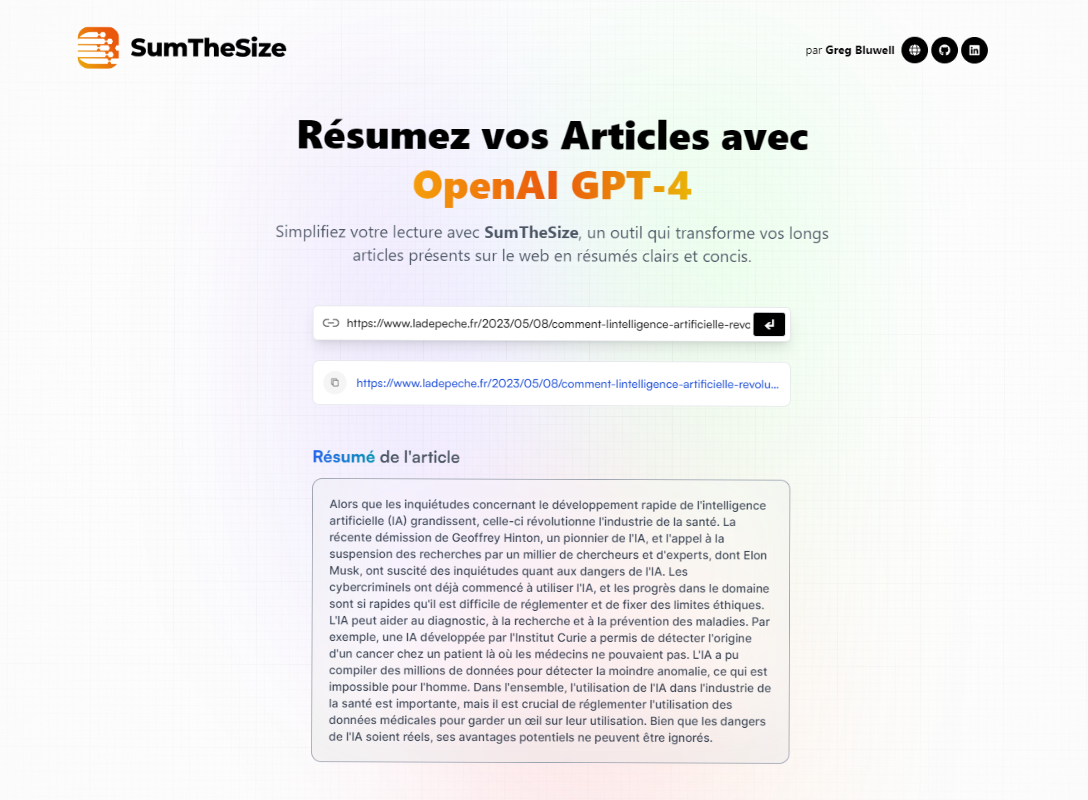 SumTheSize
par Greg Bluwell
Résumez vos Articles avec
OpenAI GPT-4
Simplifiez votre lecture avec SumTheSize, un outil qui transforme vos longs
articles présents sur le web en résumés clairs et concis.
https://www.ladepeche.fr/2023/05/08/comment-lintelligence-artificielle-revc
https://www.ladepeche.fr/2023/05/08/comment-lintelligence-artificielle-revolu...
Résumé de l'article
Alors que les inquiétudes concernant le développement rapide de l'intelligence
artificielle (IA) grandissent, celle-ci révolutionne l'industrie de la santé. La
récente démission de Geoffrey Hinton, un pionnier de l'IA, et l'appel à la
suspension des recherches par un millier de chercheurs et d'experts, dont Elon
Musk, ont suscité des inquiétudes quant aux dangers de l'IA. Les
cybercriminels ont déjà commencé à utiliser l'IA, et les progrès dans le domaine
sont si rapides qu'il est difficile de réglementer et de fixer des limites éthiques.
L'IA peut aider au diagnostic, à la recherche et à la prévention des maladies. Par
exemple, une IA développée par l'Institut Curie a permis de détecter l'origine
d'un cancer chez un patient là où les médecins ne pouvaient pas. L'IA a pu
compiler des millions de données pour détecter la moindre anomalie, ce qui est
impossible pour l'homme. Dans l'ensemble, l'utilisation de l'IA dans l'industrie de
la santé est importante, mais il est crucial de réglementer l'utilisation des
données médicales pour garder un œil sur leur utilisation. Bien que les dangers
de l'IA soient réels, ses avantages potentiels ne peuvent être ignorés.